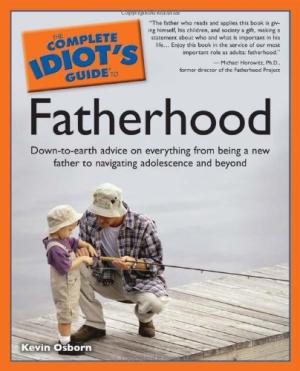 Copyrighted Material
"The father who reads and applies this book is giv-
ing himself, his children, and society a gift, making a
statement about who and what is important in his
life... Enjoy this book in the service of our most
important role as adults: fatherhood."
— Michael Horowitz, Ph.D.,
former director of the Fatherhood Project
THE
COMPLETE
IDIOT'S
GUIDE TO
Fatherhood
Down-to-earth advice on everything from being a new
father to navigating adolescence and beyond
Kevin Osborn